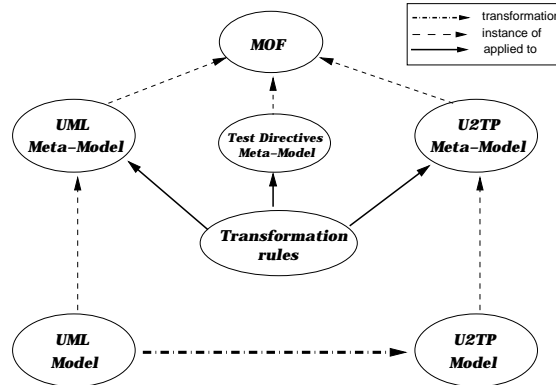 transformation
instance of
applied to
MOF
UML
Meta-Model
Test Directives
Meta-Model
U2TP
Meta-Model
Transformation
rules
UML
Model
U2TP
Model